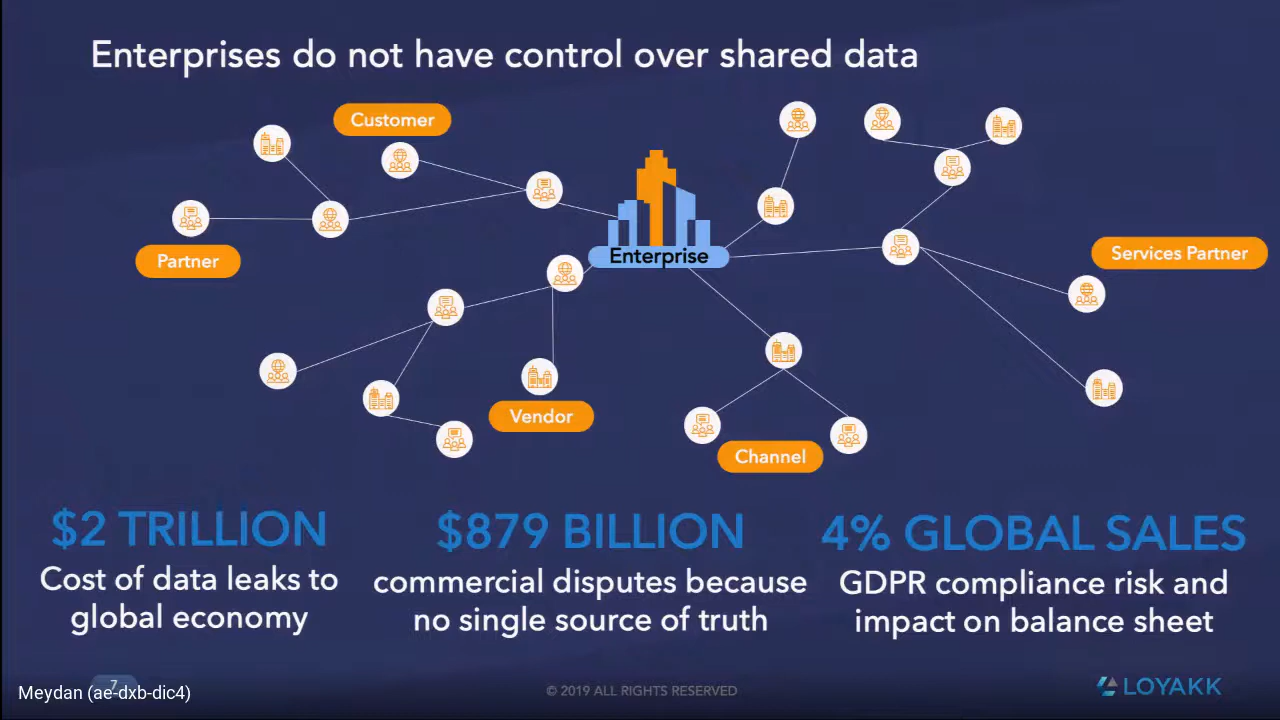 Enterprises do not have control over shared data
Customer
Partner
Enterprise
Services Partner
Vendor
Channel
$2 TRILLION
Cost of data leaks to
global economy
$879 BILLION
commercial disputes because
no single source of truth
4% GLOBAL SALES
GDPR compliance risk and
impact on balance sheet
7
Meydan (ae-dxb-dic4)
© 2019 ALL RIGHTS RESERVED
LOYAKK